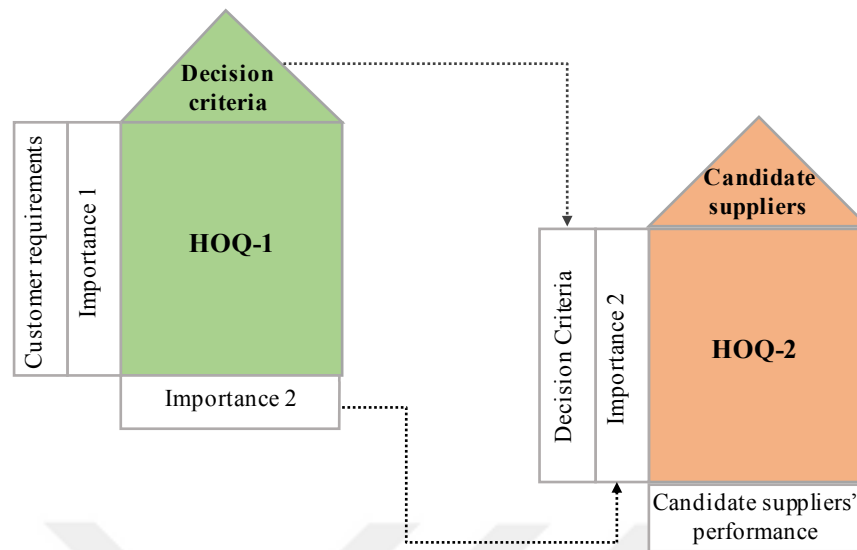 Decision
criteria
Customer requirements
Importance 1
HOQ-1
Importance 2
Candidate
suppliers
Decision Criteria
Importance 2
HOQ-2
Candidate suppliers’
performance